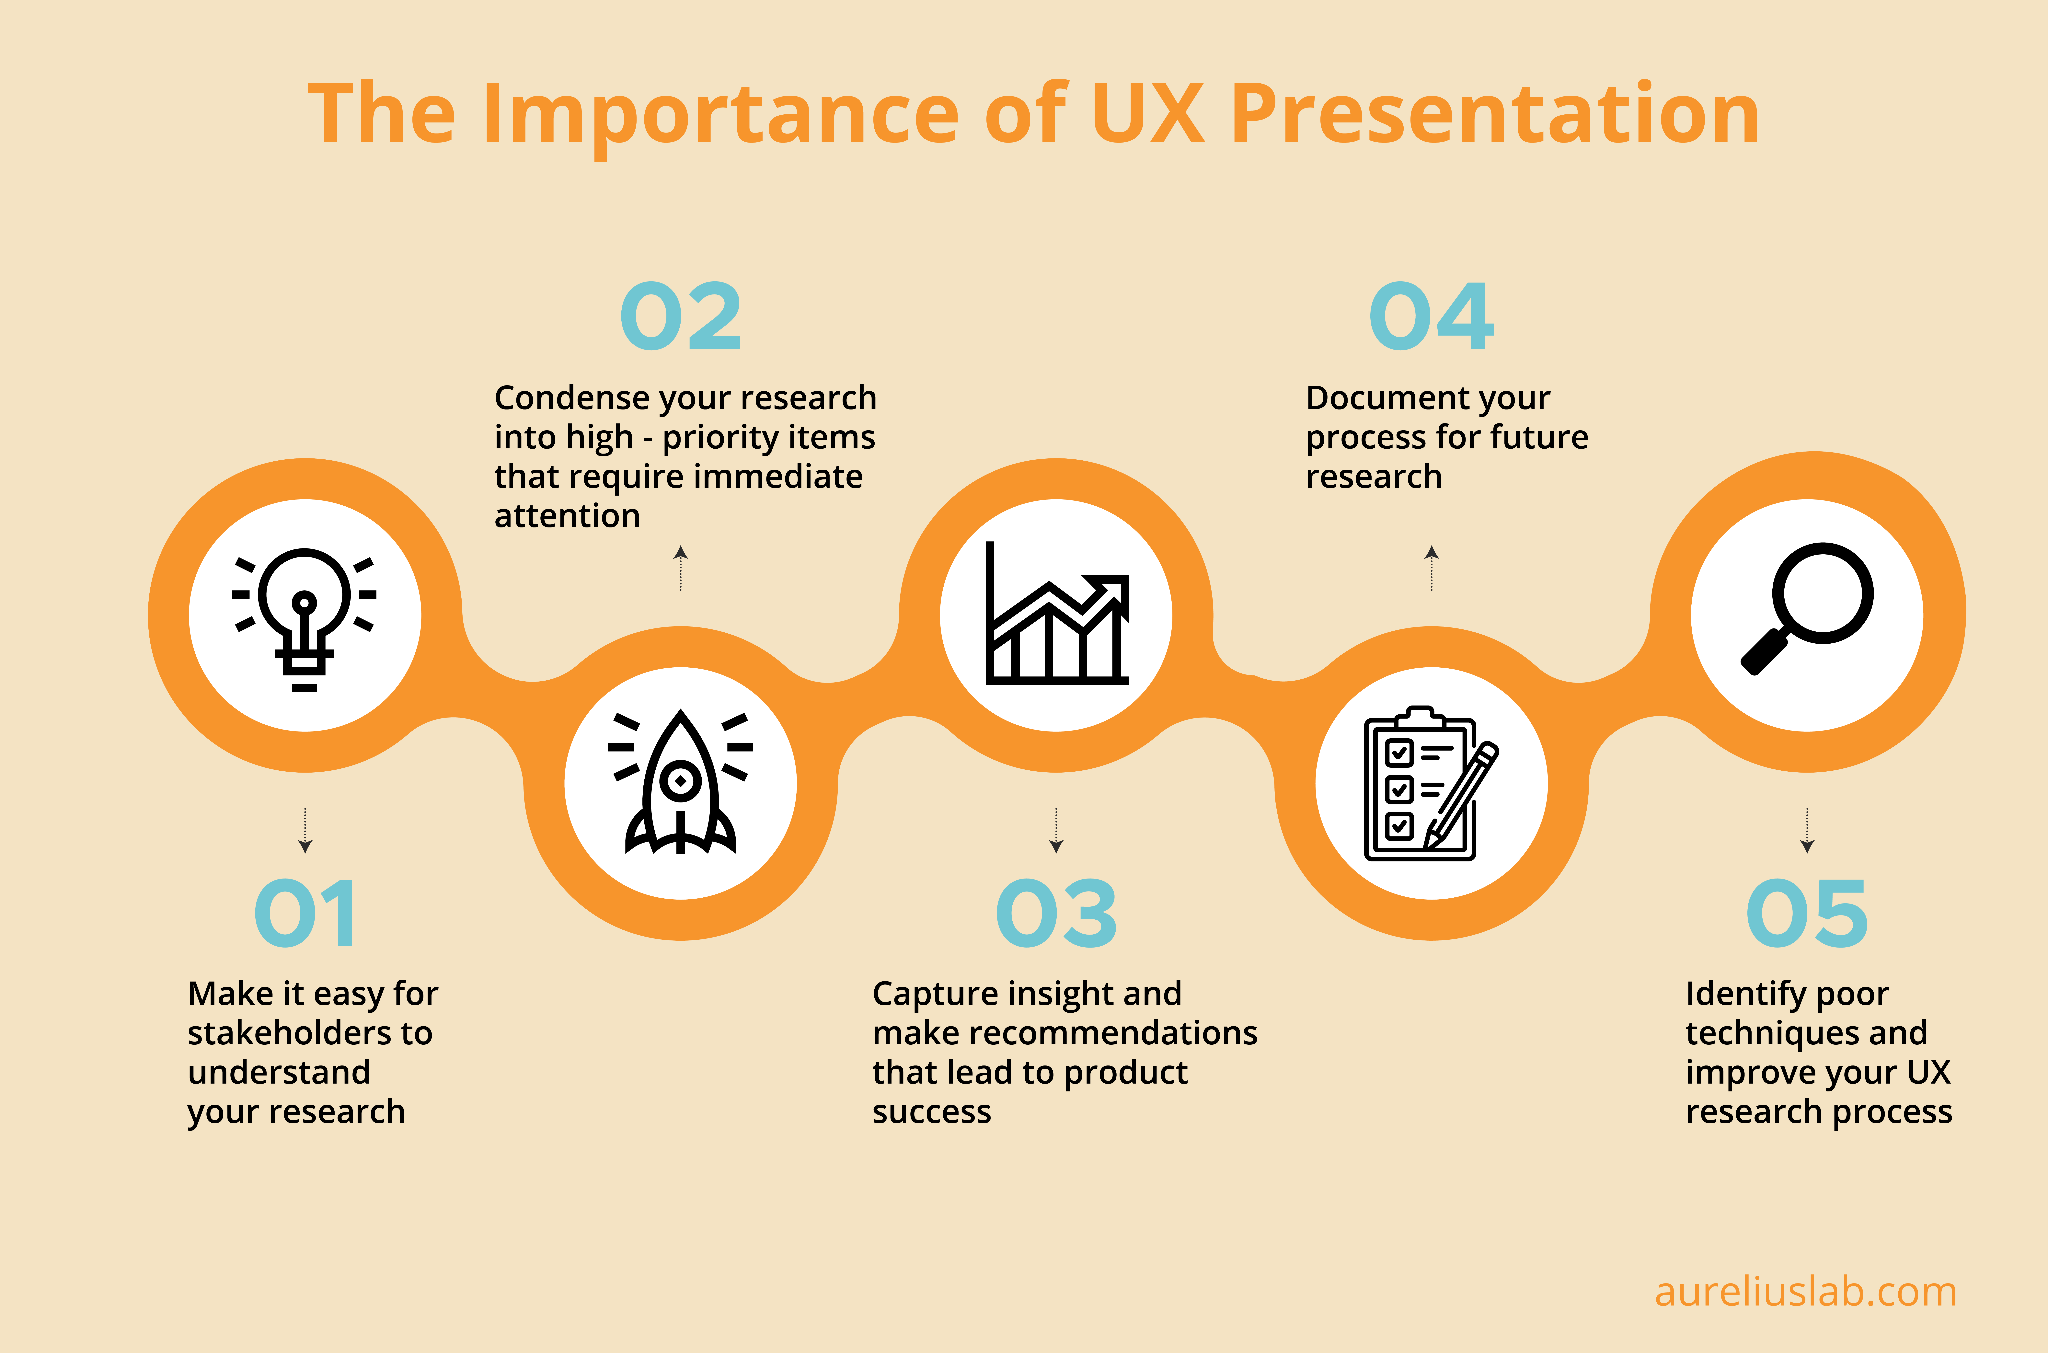 The Importance of UX Presentation
01
Make it easy for
stakeholders to
understand
your research
02
Condense your research
into high - priority items
that require immediate
attention
03
Capture insight and
make recommendations
that lead to product
success
04
Document your
process for future
research
05
Identify poor
techniques and
improve your UX
research process
aureliuslab.com